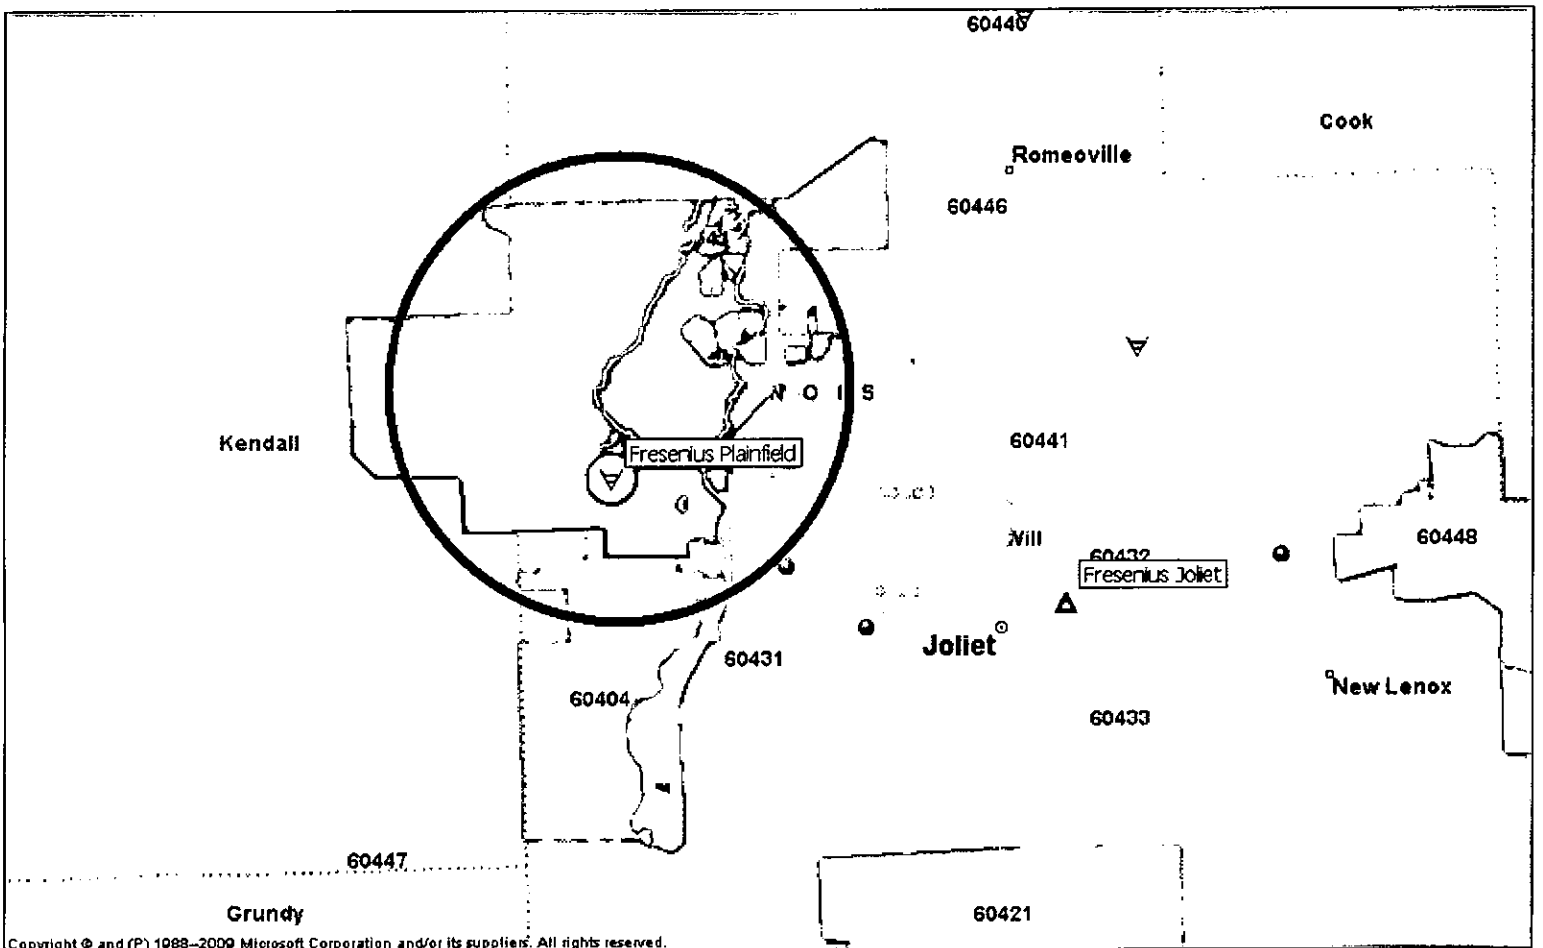 60446
Cook
Romeoville
60446
N O I S
Kendall
60441
Fresenius Plainfield
Will
60432
60448
Fresenius Joliet
Joliet
60431
New Lenox
60404
60433
60447
Grundy
60421
Copyright © and (P) 1988–2009 Microsoft Corporation and/or its suppliers. All rights reserved.